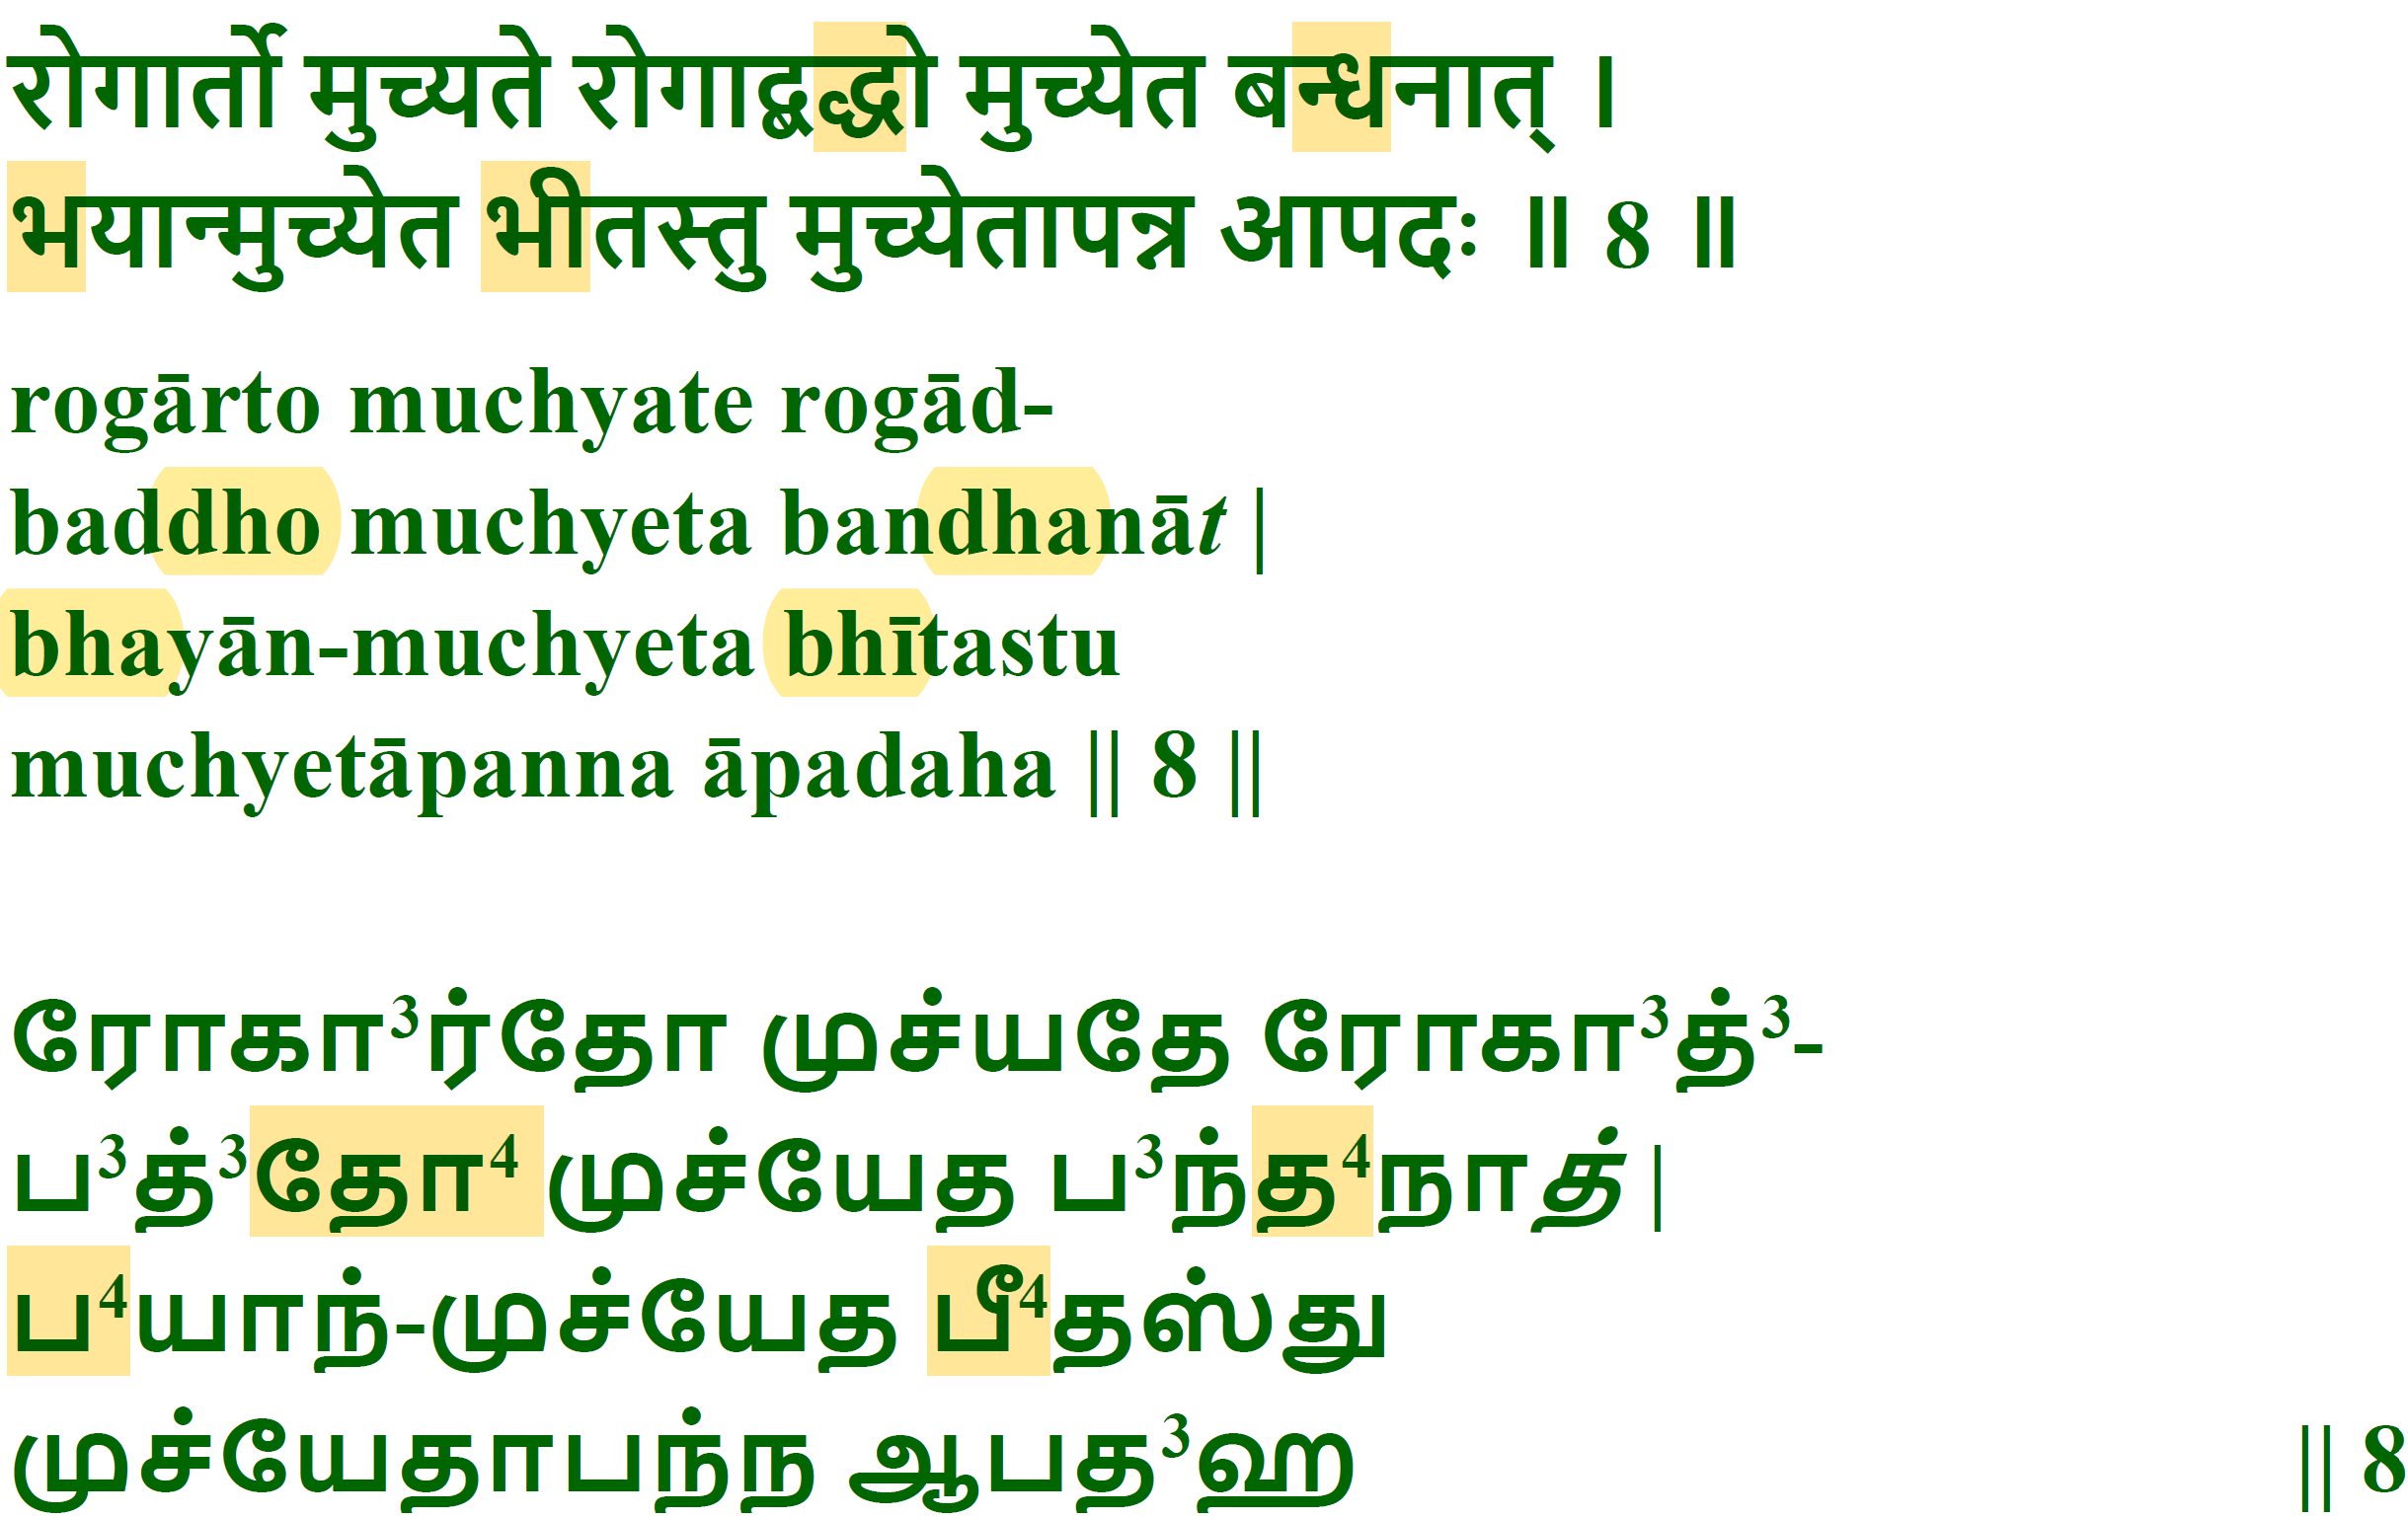 रोगार्तो मुच्यते रोगाद्बद्धो मुच्येत बन्धनात् ।
भयान्मुच्येत भीतस्तु मुच्येतापन्न आपदः ॥ 8 ॥
rogārto muchyate rogād-
baddho muchyeta bandhanāt |
bhayān-muchyeta bhītastu
muchyetāpanna āpadaha || 8 ||
ரோகா³ர்தோ முச்யதே ரோகா³த்³-
ப³த்³தோ⁴ முச்யேத ப³ந்த⁴நாத் |
ப⁴யாந்-முச்யேத பீ⁴தஸ்து
முச்யேதாபந்ந ஆபத³ஹ || 8